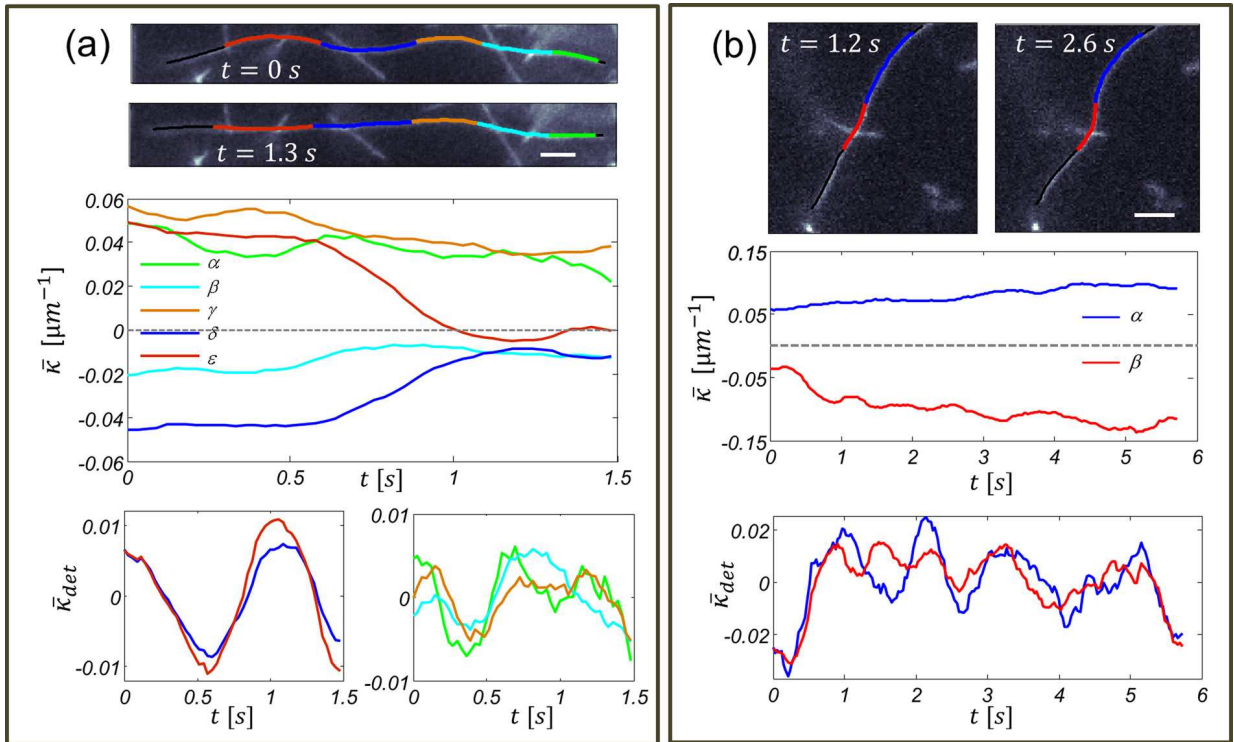 (a)
t = 0 s
t = 1.3 s
0.06
0.04
0.02
0
-0.02
-0.04
-0.06
κ̄ [μm⁻¹]
α
β
γ
δ
ε
0 0.5 1 1.5
t [s]
0.01
0
-0.01
κ̄det
0 0.5 1 1.5
t [s]
0.01
0
-0.01
0 0.5 1 1.5
t [s]
(b)
t = 1.2 s
t = 2.6 s
0.15
0.05
-0.05
-0.15
κ̄ [μm⁻¹]
α
β
0 1 2 3 4 5 6
t [s]
0.02
0
-0.02
κ̄det
0 1 2 3 4 5 6
t [s]